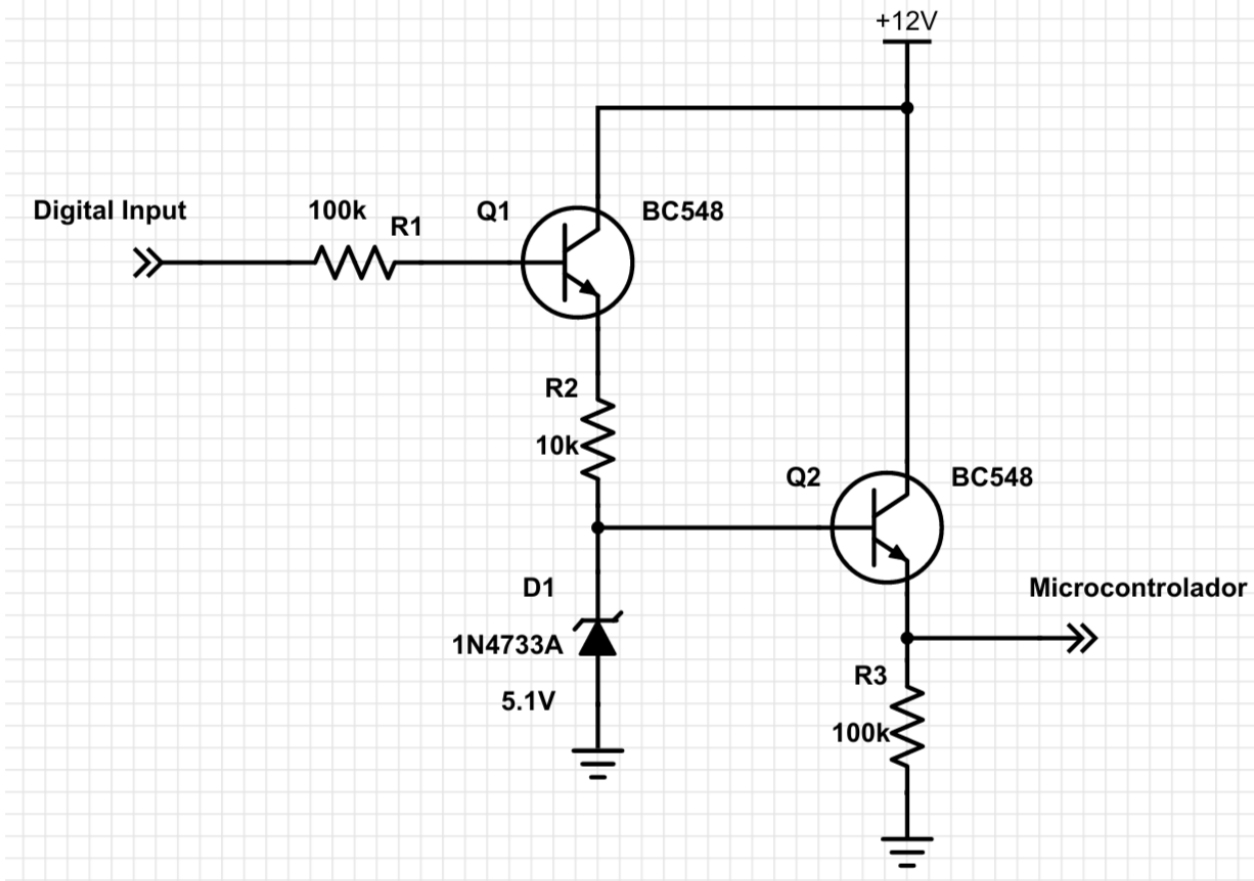 +12V
Digital Input
100k
R1
Q1
BC548
R2
10k
Q2
BC548
D1
1N4733A
5.1V
Microcontrolador
R3
100k